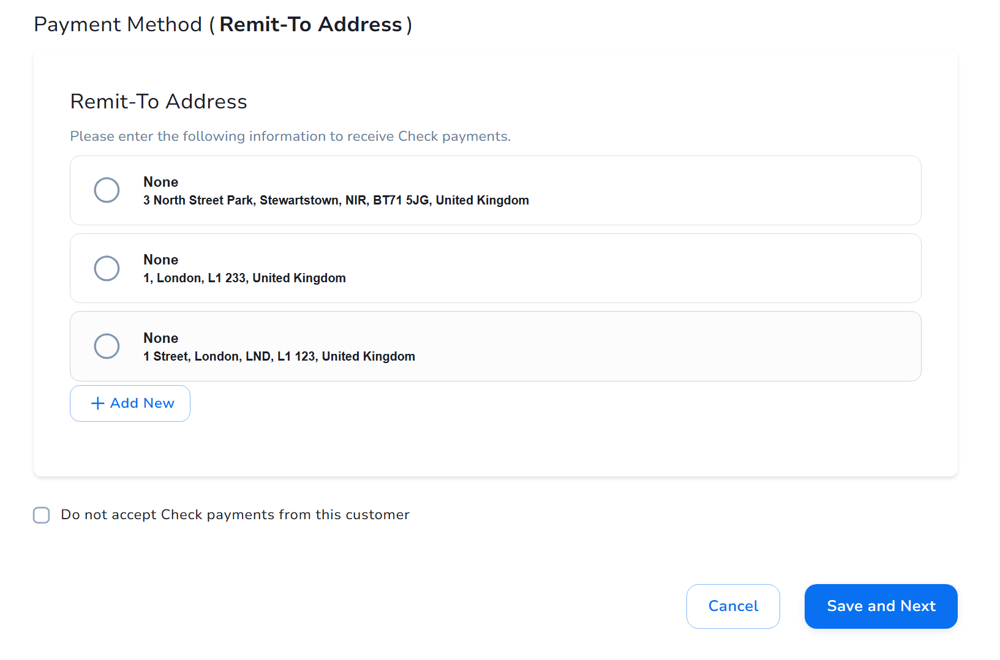 Payment Method ( Remit-To Address )
Remit-To Address
Please enter the following information to receive Check payments.
None
3 North Street Park, Stewartstown, NIR, BT71 5JG, United Kingdom
None
1, London, L1 233, United Kingdom
None
1 Street, London, LND, L1 123, United Kingdom
+ Add New
Do not accept Check payments from this customer
Cancel
Save and Next